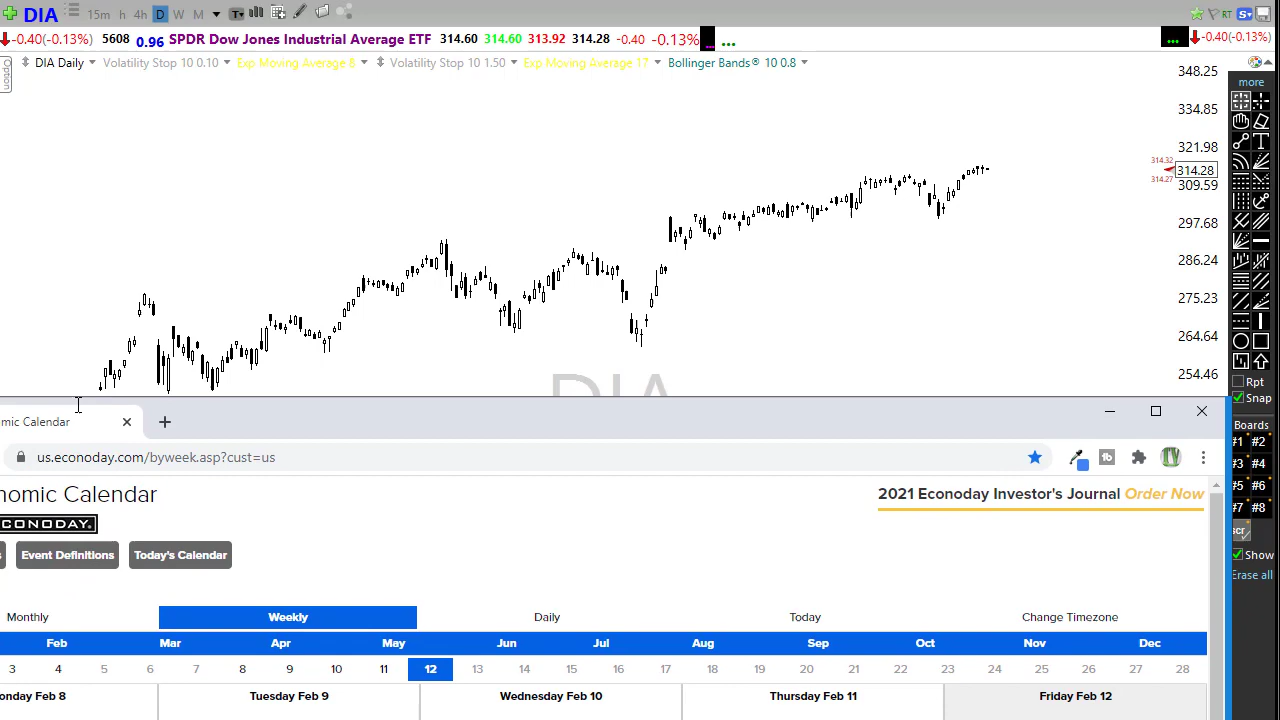 DIA 15m h 4h D W M T
-0.40(-0.13%) 5608 0.96 SPDR Dow Jones Industrial Average ETF 314.60 314.60 313.92 314.28 -0.40 -0.13% ... ... -0.40(-0.13%)
RT S
Option
DIA Daily Volatility Stop 10 0.10 Exp Moving Average 8 Volatility Stop 10 1.50 Exp Moving Average 17 Bollinger Bands® 10 0.8
more
348.25
334.85
321.98
314.32
314.28
314.27
309.59
297.68
286.24
275.23
264.64
254.46
DIA
Rpt
Snap
Boards
#1 #2
#3 #4
#5 #6
#7 #8
scr
Show
Erase all
mic Calendar
us.econoday.com/byweek.asp?cust=us
nomic Calendar
2021 Econoday Investor's Journal Order Now
CONODAY®
s Event Definitions Today's Calendar
Monthly Weekly Daily Today Change Timezone
Feb Mar Apr May Jun Jul Aug Sep Oct Nov Dec
3 4 5 6 7 8 9 10 11 12 13 14 15 16 17 18 19 20 21 22 23 24 25 26 27 28
onday Feb 8 Tuesday Feb 9 Wednesday Feb 10 Thursday Feb 11 Friday Feb 12